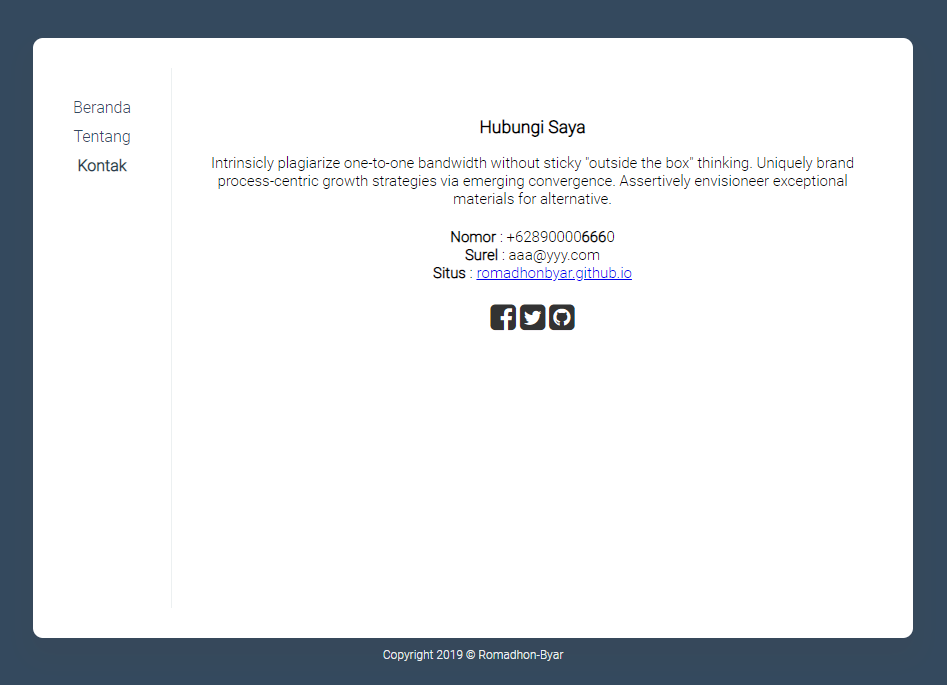 Beranda
Tentang
Kontak
Hubungi Saya
Intrinsicly plagiarize one-to-one bandwidth without sticky "outside the box" thinking. Uniquely brand
process-centric growth strategies via emerging convergence. Assertively envisioneer exceptional
materials for alternative.
Nomor : +628900006660
Surel : aaa@yyy.com
Situs : romadhonbyar.github.io
Copyright 2019 © Romadhon-Byar